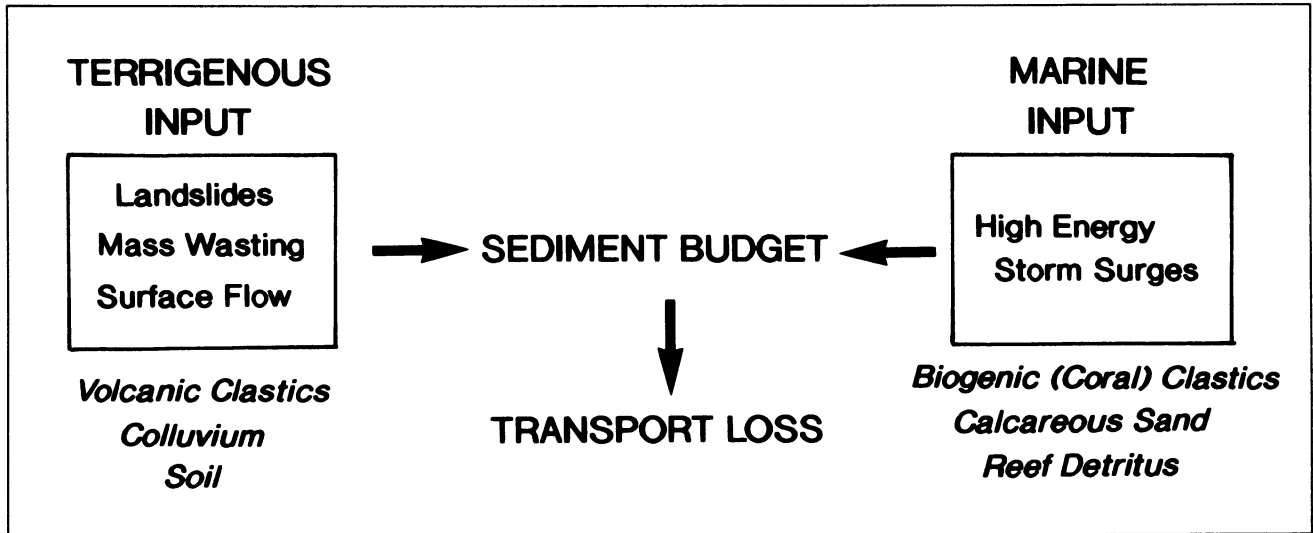 TERRIGENOUS
INPUT
Landslides
Mass Wasting
Surface Flow
Volcanic Clastics
Colluvium
Soil
SEDIMENT BUDGET
TRANSPORT LOSS
MARINE
INPUT
High Energy
Storm Surges
Biogenic (Coral) Clastics
Calcareous Sand
Reef Detritus